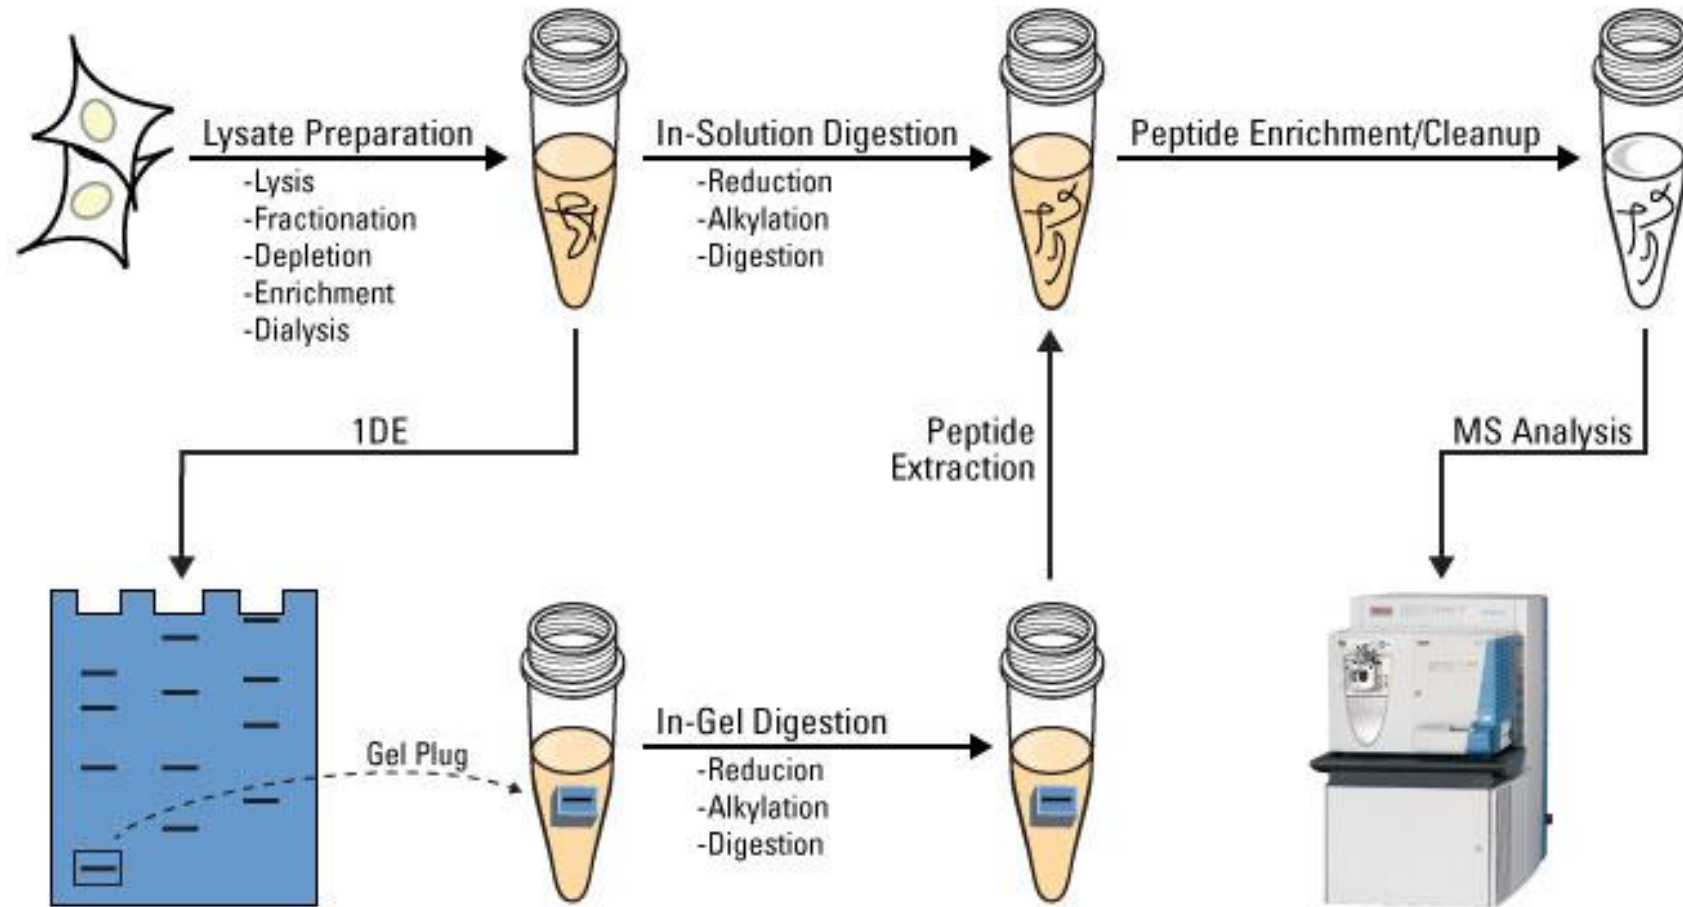 Lysate Preparation
-Lysis
-Fractionation
-Depletion
-Enrichment
-Dialysis
In-Solution Digestion
-Reduction
-Alkylation
-Digestion
Peptide Enrichment/Cleanup
1DE
Peptide
Extraction
MS Analysis
Gel Plug
In-Gel Digestion
-Reducion
-Alkylation
-Digestion